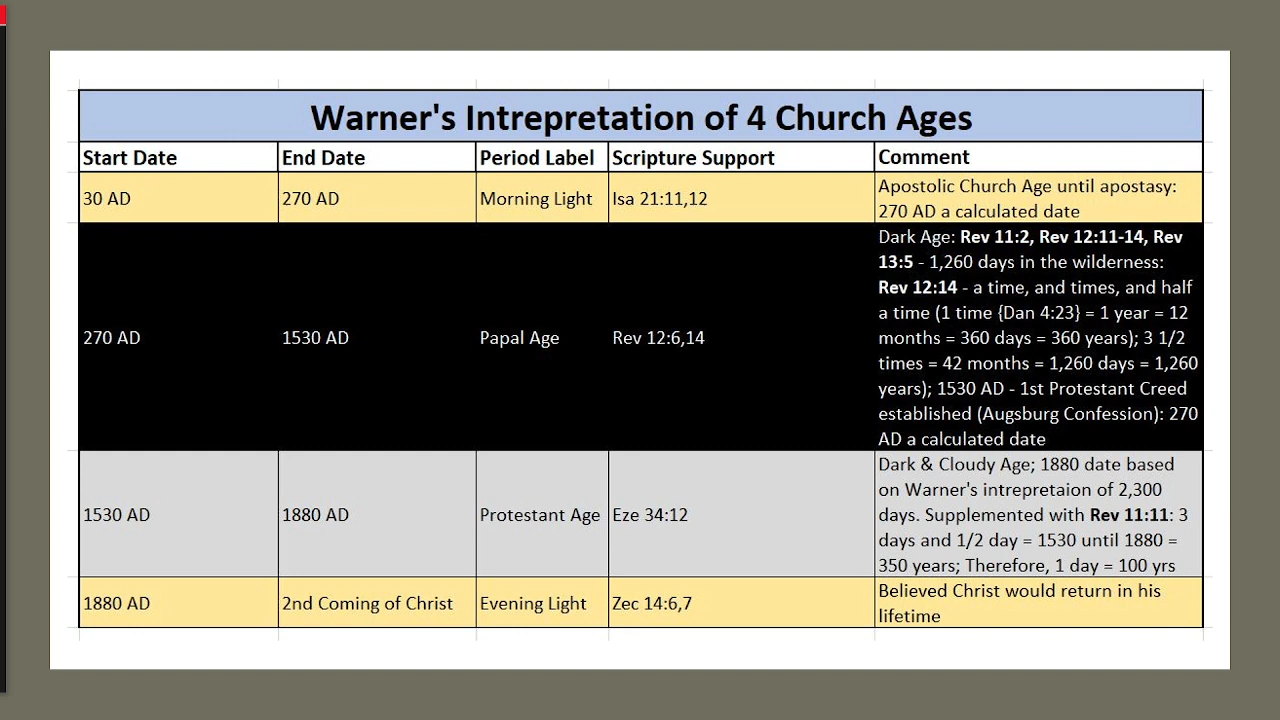 Warner's Intrepretation of 4 Church Ages
Start Date End Date Period Label Scripture Support Comment
30 AD 270 AD Morning Light Isa 21:11,12 Apostolic Church Age until apostasy:
270 AD a calculated date
270 AD 1530 AD Papal Age Rev 12:6,14
Dark Age: Rev 11:2, Rev 12:11-14, Rev
13:5 - 1,260 days in the wilderness:
Rev 12:14 - a time, and times, and half
a time (1 time {Dan 4:23} = 1 year = 12
months = 360 days = 360 years); 3 1/2
times = 42 months = 1,260 days = 1,260
years); 1530 AD - 1st Protestant Creed
established (Augsburg Confession): 270
AD a calculated date
1530 AD 1880 AD Protestant Age Eze 34:12
Dark & Cloudy Age; 1880 date based
on Warner's intrepretaion of 2,300
days. Supplemented with Rev 11:11: 3
days and 1/2 day = 1530 until 1880 =
350 years; Therefore, 1 day = 100 yrs
1880 AD 2nd Coming of Christ Evening Light Zec 14:6,7
Believed Christ would return in his
lifetime